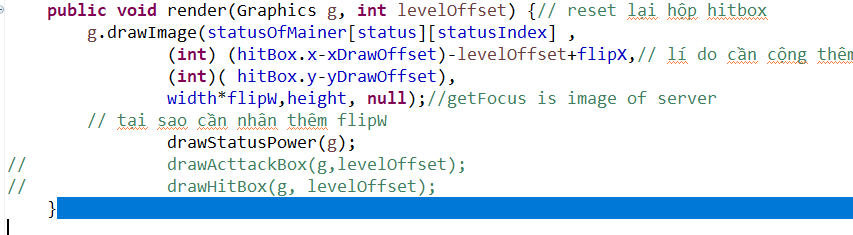 public void render(Graphics g, int levelOffset) {// reset lại hộp hitbox
g.drawImage(statusOfMainer[status][statusIndex] ,
(int) (hitBox.x-xDrawOffset)-levelOffset+flipX,// lí do cần cộng thêm
(int)( hitBox.y-yDrawOffset),
width*flipW,height, null);//getFocus is image of server
// tại sao cần nhân thêm flipW
drawStatusPower(g);
// drawActtackBox(g,levelOffset);
// drawHitBox(g, levelOffset);
}